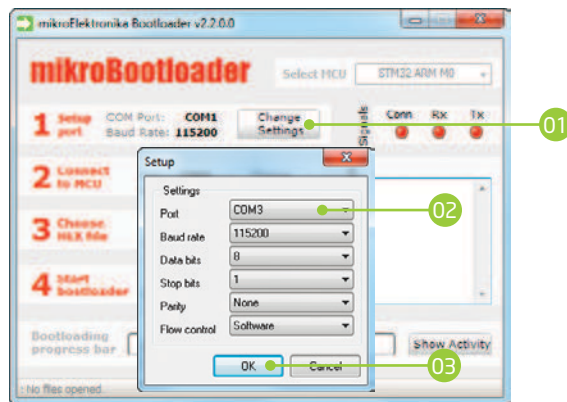 mikroElektronika Bootloader v2.2.0.0
mikroBootloader
Select MCU
STM32 ARM M0
1 Setup port
COM Port: COM1
Baud Rate: 115200
Change Settings
Signals
Conn Rx Tx
01
2 Connect to MCU
3 Choose HEX file
4 Start bootloader
Setup
Settings
Port COM3
02
Baud rate 115200
Data bits 8
Stop bits 1
Parity None
Flow control Software
OK Cancel
03
Bootloading progress bar
Show Activity
No files opened.